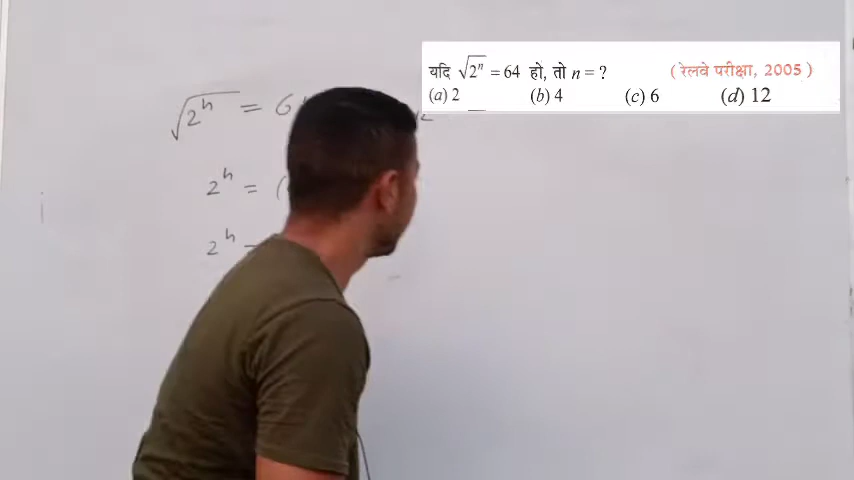 यदि √2ⁿ = 64 हो, तो n = ? (रेलवे परीक्षा, 2005)
(a) 2 (b) 4 (c) 6 (d) 12
√2ⁿ = 6
2ⁿ = (
2ⁿ